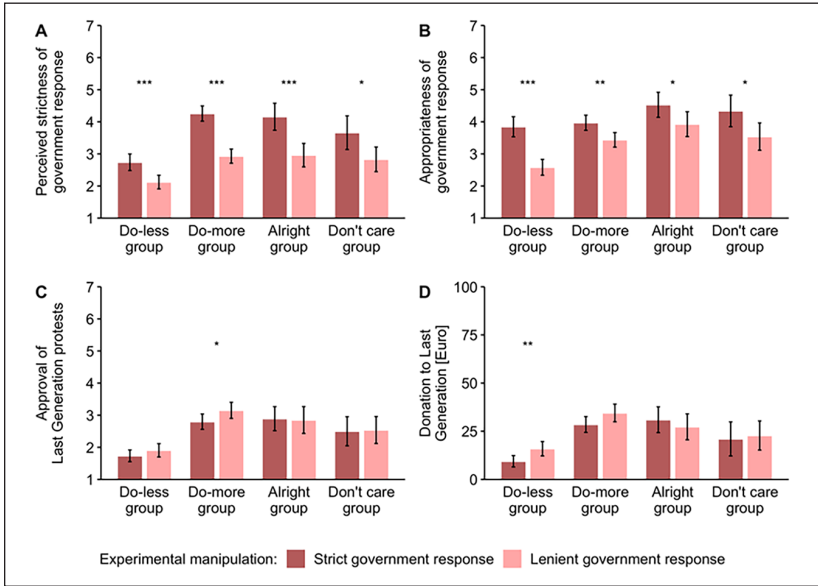 A
Perceived strictness of
government response
7
6
5
4
3
2
1
***
***
***
*
Do-less
group
Do-more
group
Alright
group
Don't care
group
B
Appropriateness of
government response
7
6
5
4
3
2
1
***
**
*
*
Do-less
group
Do-more
group
Alright
group
Don't care
group
C
Approval of
Last Generation protests
7
6
5
4
3
2
1
*
Do-less
group
Do-more
group
Alright
group
Don't care
group
D
Donation to Last
Generation [Euro]
100
75
50
25
0
**
Do-less
group
Do-more
group
Alright
group
Don't care
group
Experimental manipulation: Strict government response Lenient government response